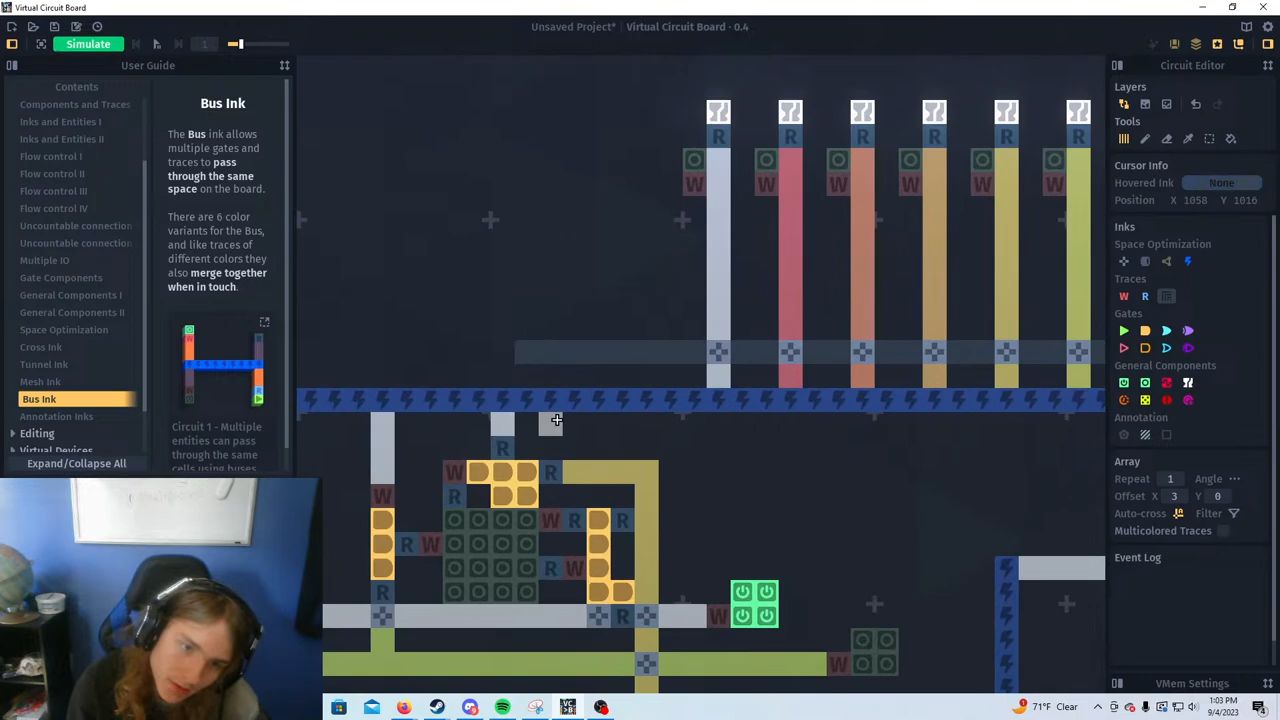 Virtual Circuit Board
Unsaved Project* | Virtual Circuit Board · 0.4
Simulate
1
User Guide
Contents
Components and Traces
Inks and Entities I
Inks and Entities II
Flow control I
Flow control II
Flow control III
Flow control IV
Uncountable connection
Uncountable connection
Multiple IO
Gate Components
General Components I
General Components II
Space Optimization
Cross Ink
Tunnel Ink
Mesh Ink
Bus Ink
Annotation Inks
Editing
Virtual Devices
Expand/Collapse All
Bus Ink
The Bus ink allows
multiple gates and
traces to pass
through the same
space on the board.
There are 6 color
variants for the Bus,
and like traces of
different colors they
also merge together
when in touch.
W
R
Circuit 1 - Multiple
entities can pass
through the same
cells using buses
R R R R R R
W W W W W W
R
W R
W R
W R R
R W
R W
R
R
W
W
Circuit Editor
Layers
Tools
Cursor Info
Hovered Ink None
Position X 1058 Y 1016
Inks
Space Optimization
Traces
W R
Gates
General Components
Annotation
Array
Repeat 1 Angle
Offset X 3 Y 0
Auto-cross Filter
Multicolored Traces
Event Log
VMem Settings
71°F Clear
1:03 PM
9/4/2023